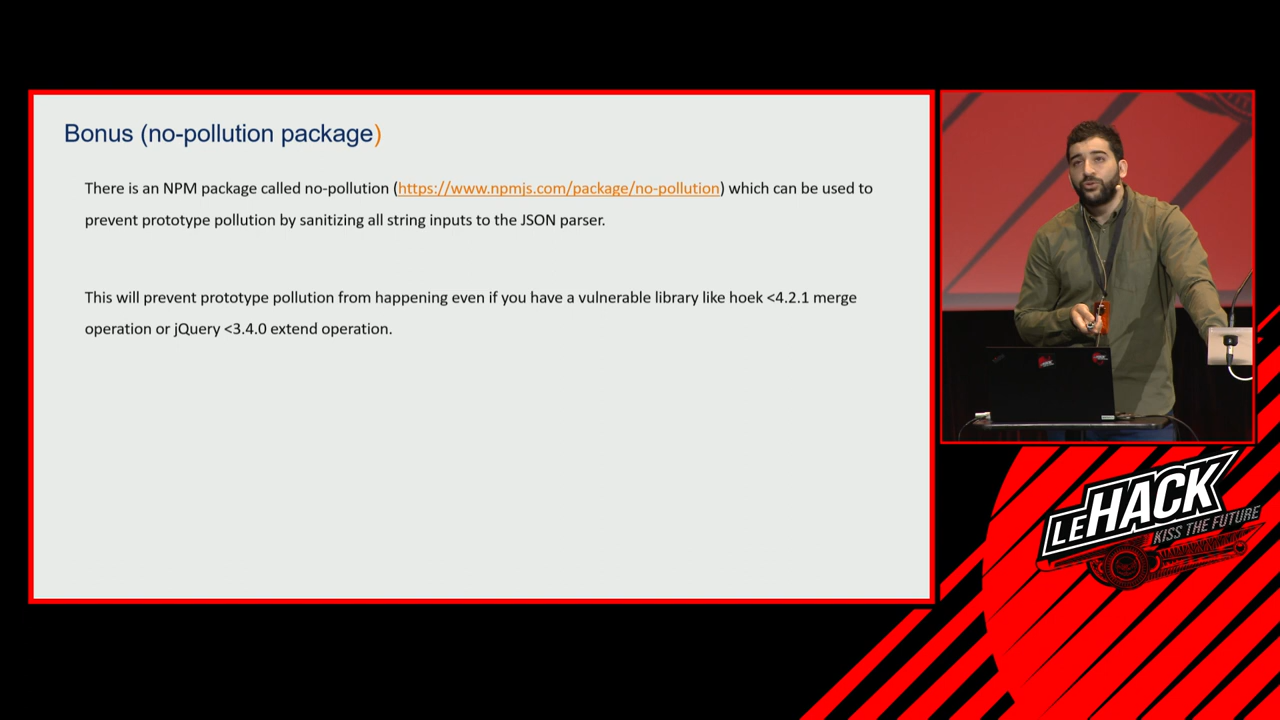 Bonus (no-pollution package)
There is an NPM package called no-pollution (https://www.npmjs.com/package/no-pollution) which can be used to
prevent prototype pollution by sanitizing all string inputs to the JSON parser.
This will prevent prototype pollution from happening even if you have a vulnerable library like hoek <4.2.1 merge
operation or jQuery <3.4.0 extend operation.
LEHACK
KISS THE FUTURE